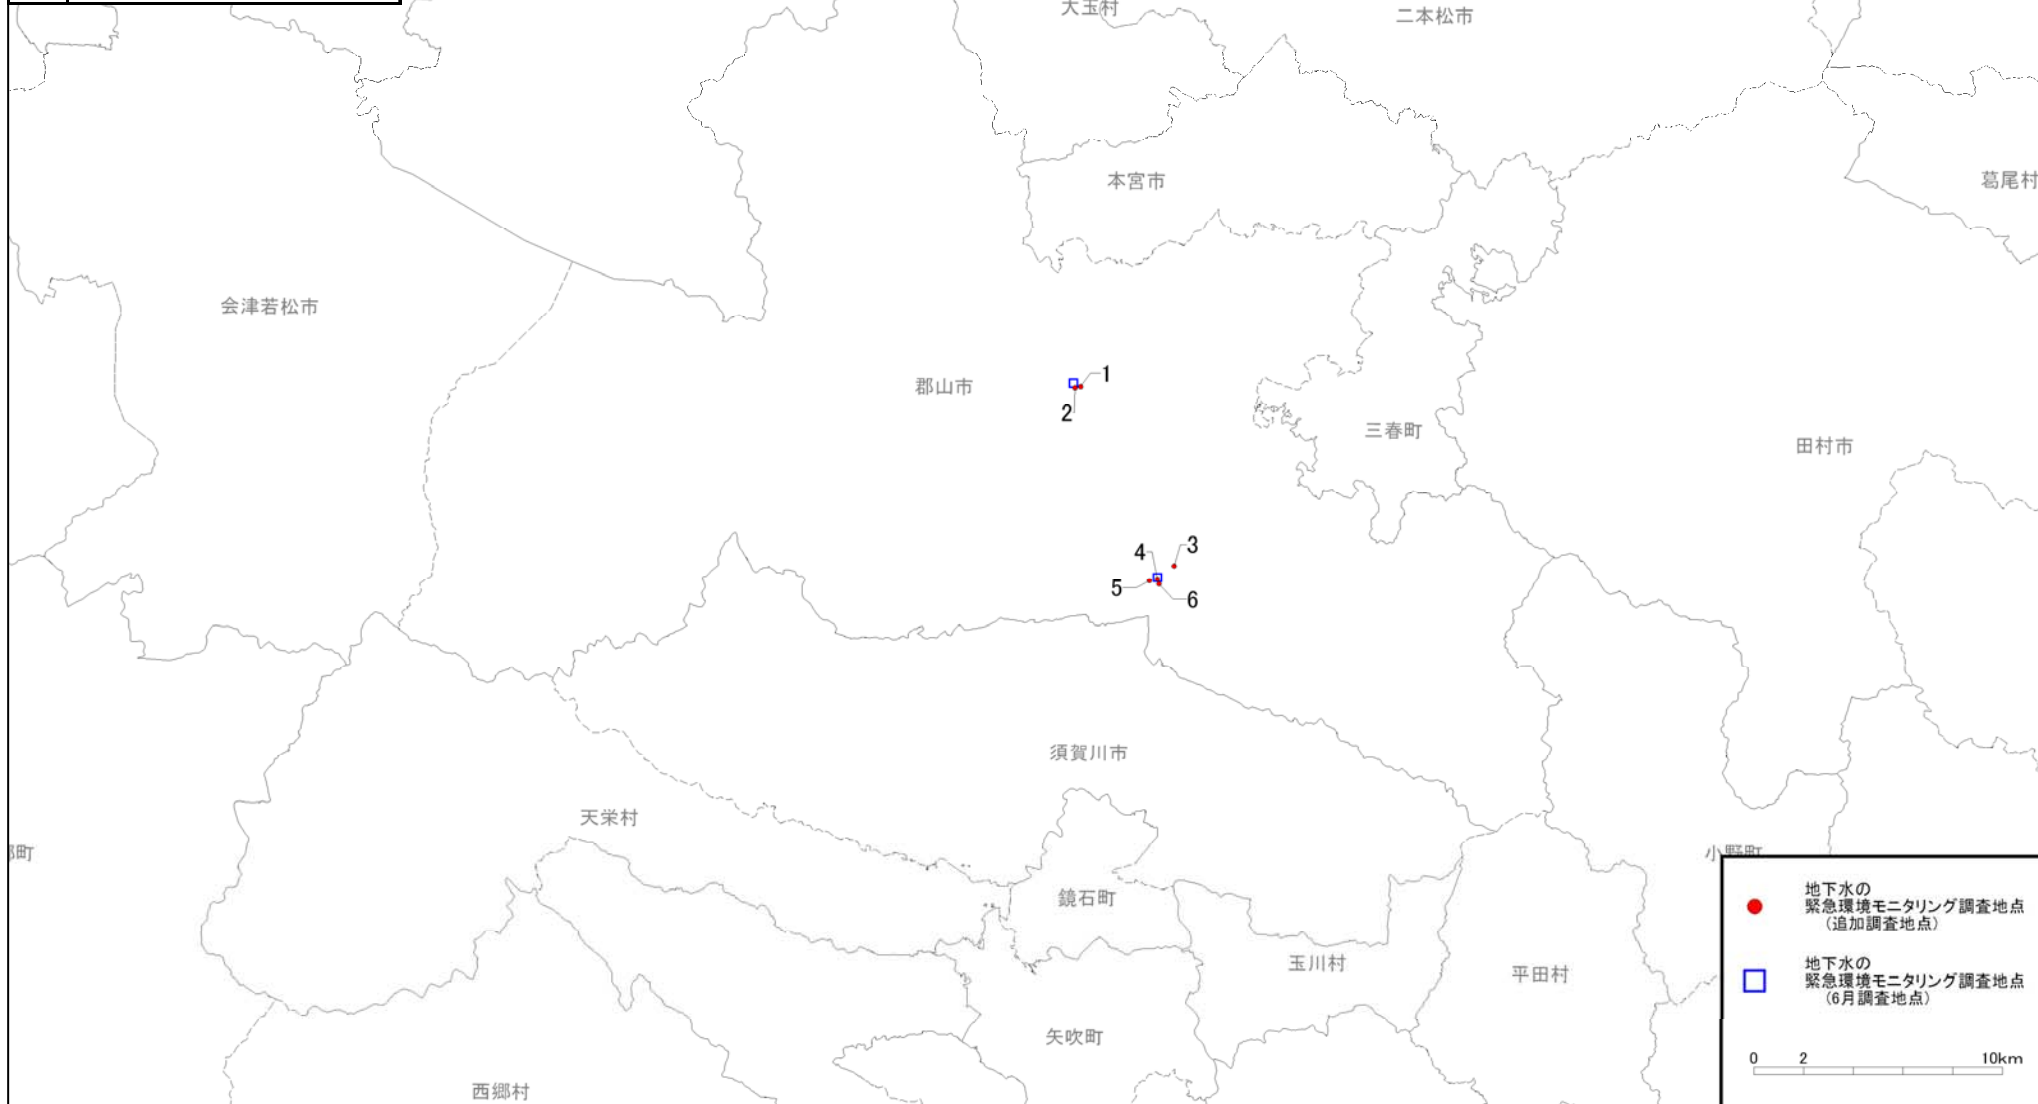 大玉村
二本松市
本宮市
葛尾村
会津若松市
郡山市
1
2
三春町
田村市
4
3
5
6
須賀川市
天栄村
町
小野町
鏡石町
玉川村
平田村
矢吹町
西郷村
地下水の
緊急環境モニタリング調査地点
（追加調査地点）
地下水の
緊急環境モニタリング調査地点
（6月調査地点）
0 2 10km